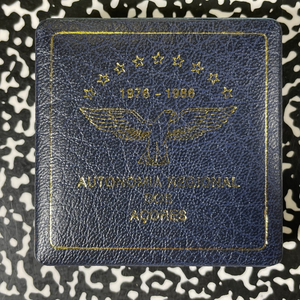 1976 - 1986
AUTONOMIA REGIONAL
DOS
AÇORES